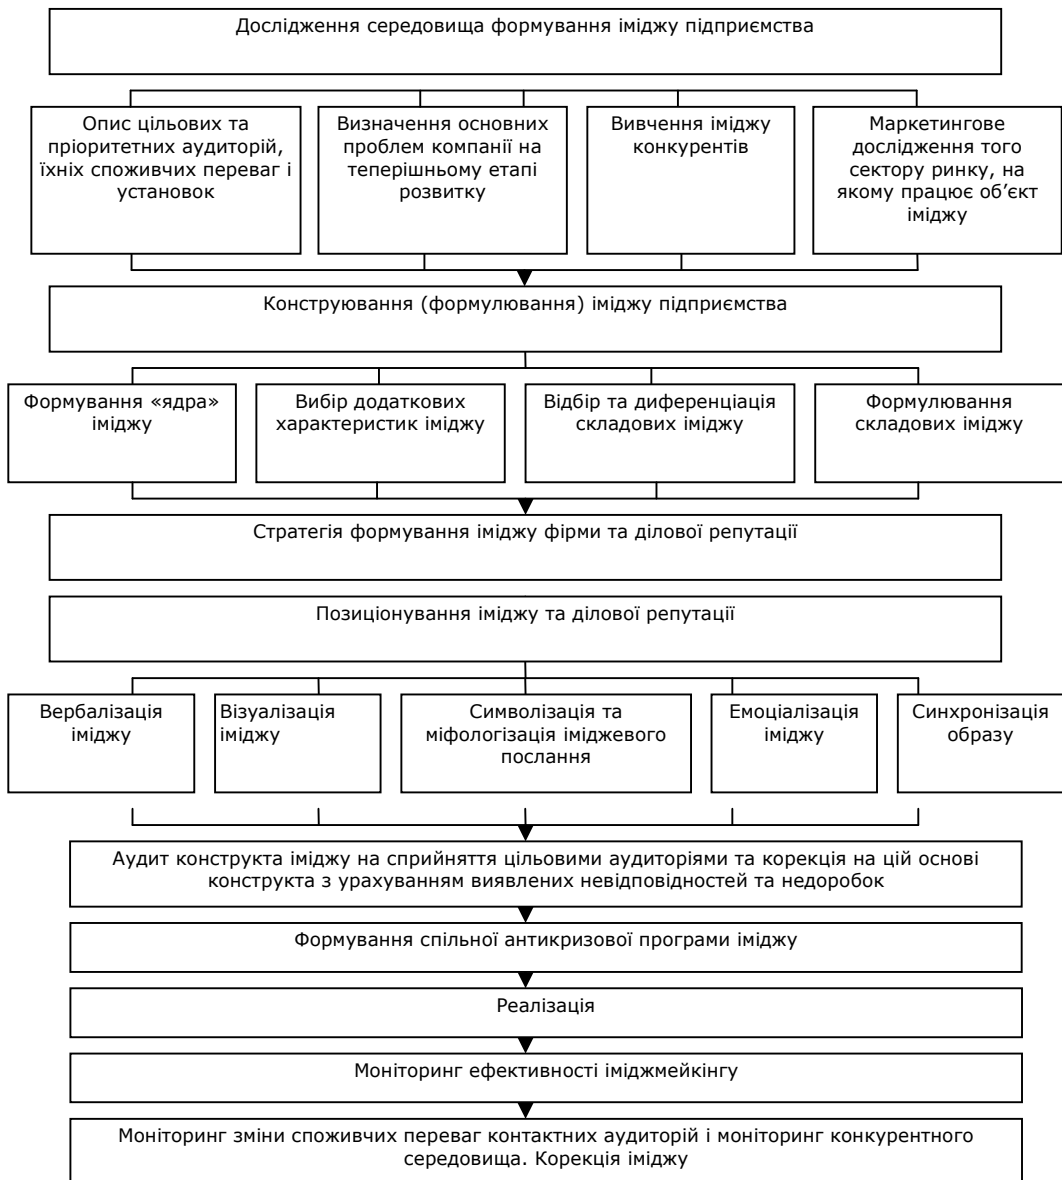 Дослідження середовища формування іміджу підприємства
Опис цільових та
пріоритетних аудиторій,
їхніх споживчих переваг і
установок
Визначення основних
проблем компанії на
теперішньому етапі
розвитку
Вивчення іміджу
конкурентів
Маркетингове
дослідження того
сектору ринку, на
якому працює об’єкт
іміджу
Конструювання (формулювання) іміджу підприємства
Формування «ядра»
іміджу
Вибір додаткових
характеристик іміджу
Відбір та диференціація
складових іміджу
Формулювання
складових іміджу
Стратегія формування іміджу фірми та ділової репутації
Позиціонування іміджу та ділової репутації
Вербалізація
іміджу
Візуалізація
іміджу
Символізація та
міфологізація іміджевого
послання
Емоціалізація
іміджу
Синхронізація
образу
Аудит конструкта іміджу на сприйняття цільовими аудиторіями та корекція на цій основі
конструкта з урахуванням виявлених невідповідностей та недоробок
Формування спільної антикризової програми іміджу
Реалізація
Моніторинг ефективності іміджмейкінгу
Моніторинг зміни споживчих переваг контактних аудиторій і моніторинг конкурентного
середовища. Корекція іміджу